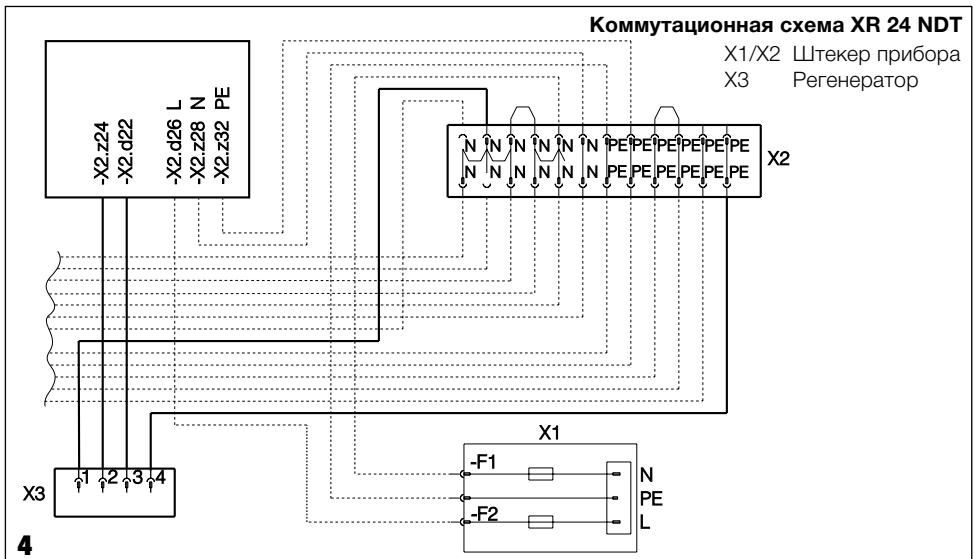 Коммутационная схема XR 24 NDT
X1/X2 Штекер прибора
X3 Регенератор
-X2.z24
-X2.d22
-X2.d26 L
-X2.z28 N
-X2.z32 PE
N N N N N N PE PE PE PE PE PE
N N N N N N PE PE PE PE PE PE
X2
X1
-F1
N
PE
-F2
L
X3
1 2 3 4
4